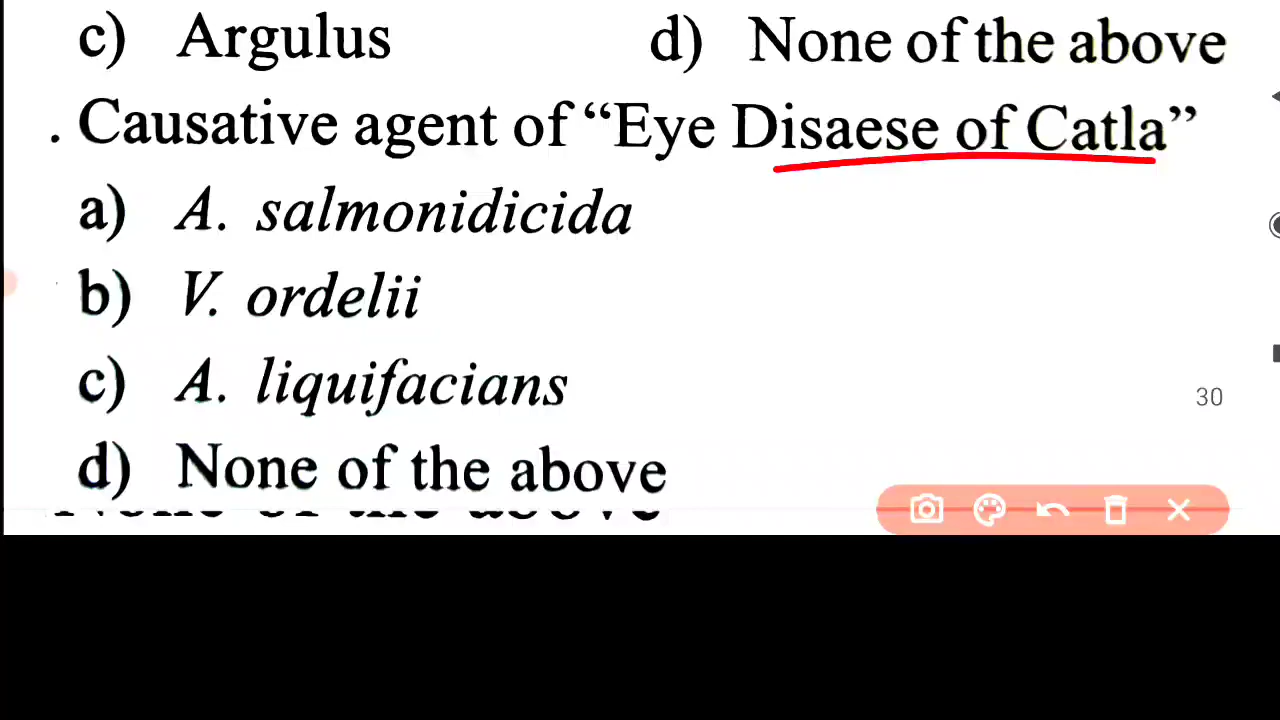 c) Argulus d) None of the above
. Causative agent of “Eye Disaese of Catla”
a) A. salmonidicida
b) V. ordelii
c) A. liquifacians
30
d) None of the above